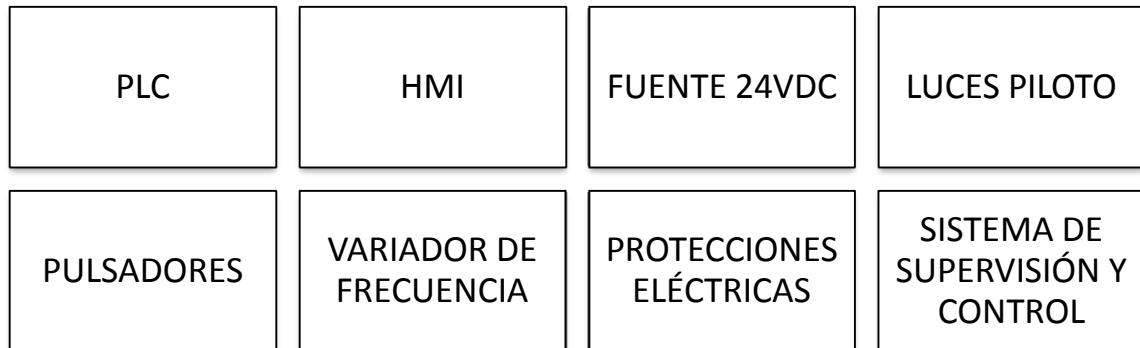 PLC
HMI
FUENTE 24VDC
LUCES PILOTO
PULSADORES
VARIADOR DE
FRECUENCIA
PROTECCIONES
ELÉCTRICAS
SISTEMA DE
SUPERVISIÓN Y
CONTROL